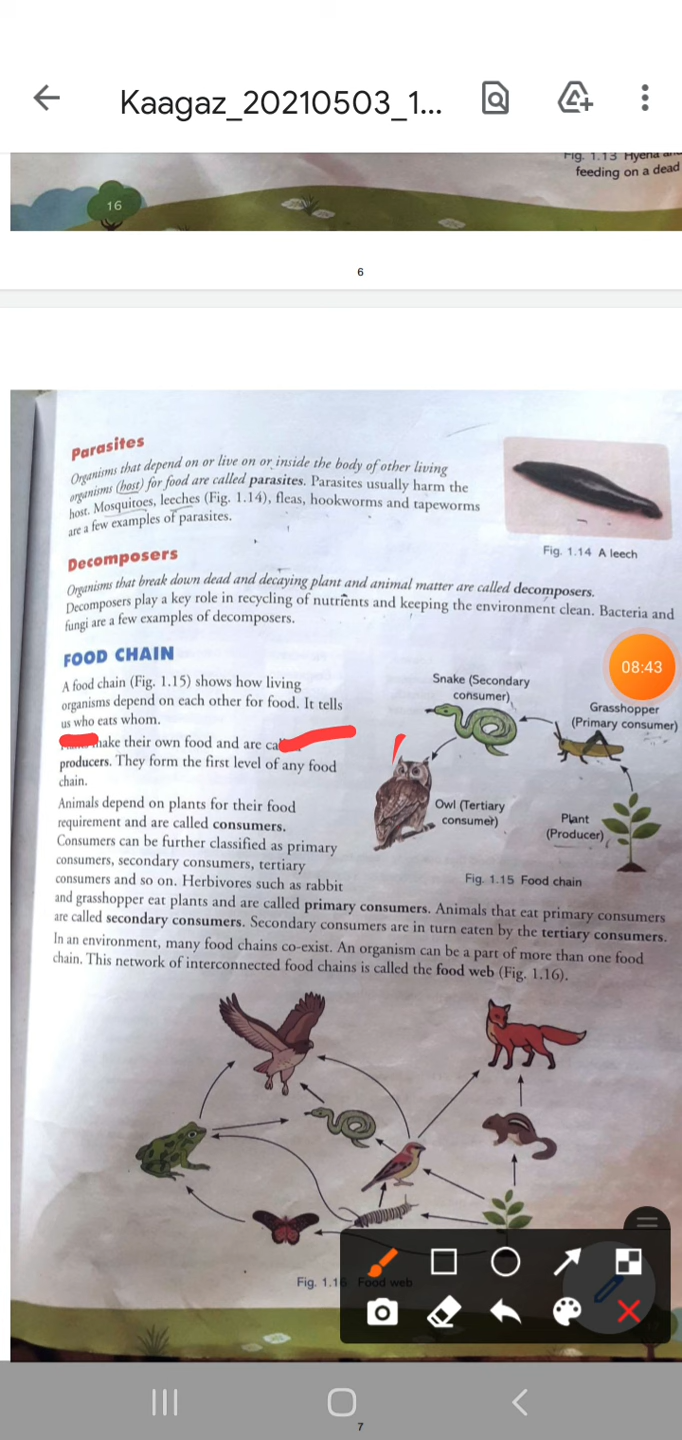 Kaagaz_20210503_1...
Fig. 1.13 Hyena and
feeding on a dead
16
6
Parasites
Organisms that depend on or live on or inside the body of other living
organisms (host) for food are called parasites. Parasites usually harm the
host. Mosquitoes, leeches (Fig. 1.14), fleas, hookworms and tapeworms
are a few examples of parasites.
Fig. 1.14 A leech
Decomposers
Organisms that break down dead and decaying plant and animal matter are called decomposers.
Decomposers play a key role in recycling of nutrients and keeping the environment clean. Bacteria and
fungi are a few examples of decomposers.
FOOD CHAIN
A food chain (Fig. 1.15) shows how living
organisms depend on each other for food. It tells
us who eats whom.
make their own food and are
producers. They form the first level of any food
chain.
Animals depend on plants for their food
requirement and are called consumers.
Consumers can be further classified as primary
consumers, secondary consumers, tertiary
consumers and so on. Herbivores such as rabbit
and grasshopper eat plants and are called primary consumers. Animals that eat primary consumers
are called secondary consumers. Secondary consumers are in turn eaten by the tertiary consumers.
In an environment, many food chains co-exist. An organism can be a part of more than one food
chain. This network of interconnected food chains is called the food web (Fig. 1.16).
08:43
Snake (Secondary
consumer)
Grasshopper
(Primary consumer)
Owl (Tertiary
consumer)
Plant
(Producer)
Fig. 1.15 Food chain
Fig. 1.16 Food web
7